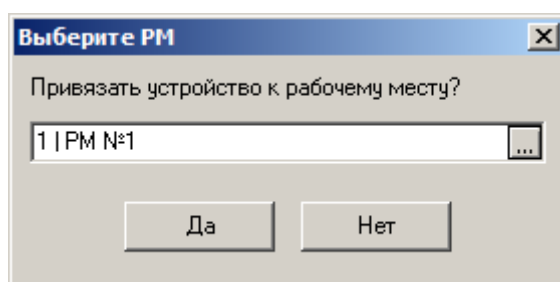 Выберите РМ
Привязать устройство к рабочему месту?
1 | РМ №1
...
Да
Нет